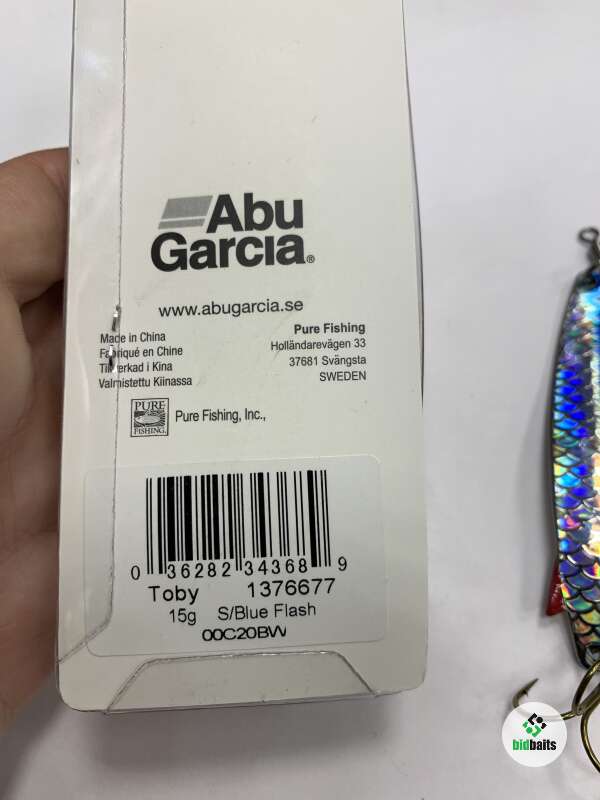 Abu
Garcia®
www.abugarcia.se
Made in China
Fabriqué en Chine
Tillverkad i Kina
Valmistettu Kiinassa
Pure Fishing
Holländarevägen 33
37681 Svängsta
SWEDEN
PURE
FISHING
Pure Fishing, Inc.,
0 36282 34368 9
Toby 1376677
15g S/Blue Flash
00C20BW
bidbaits